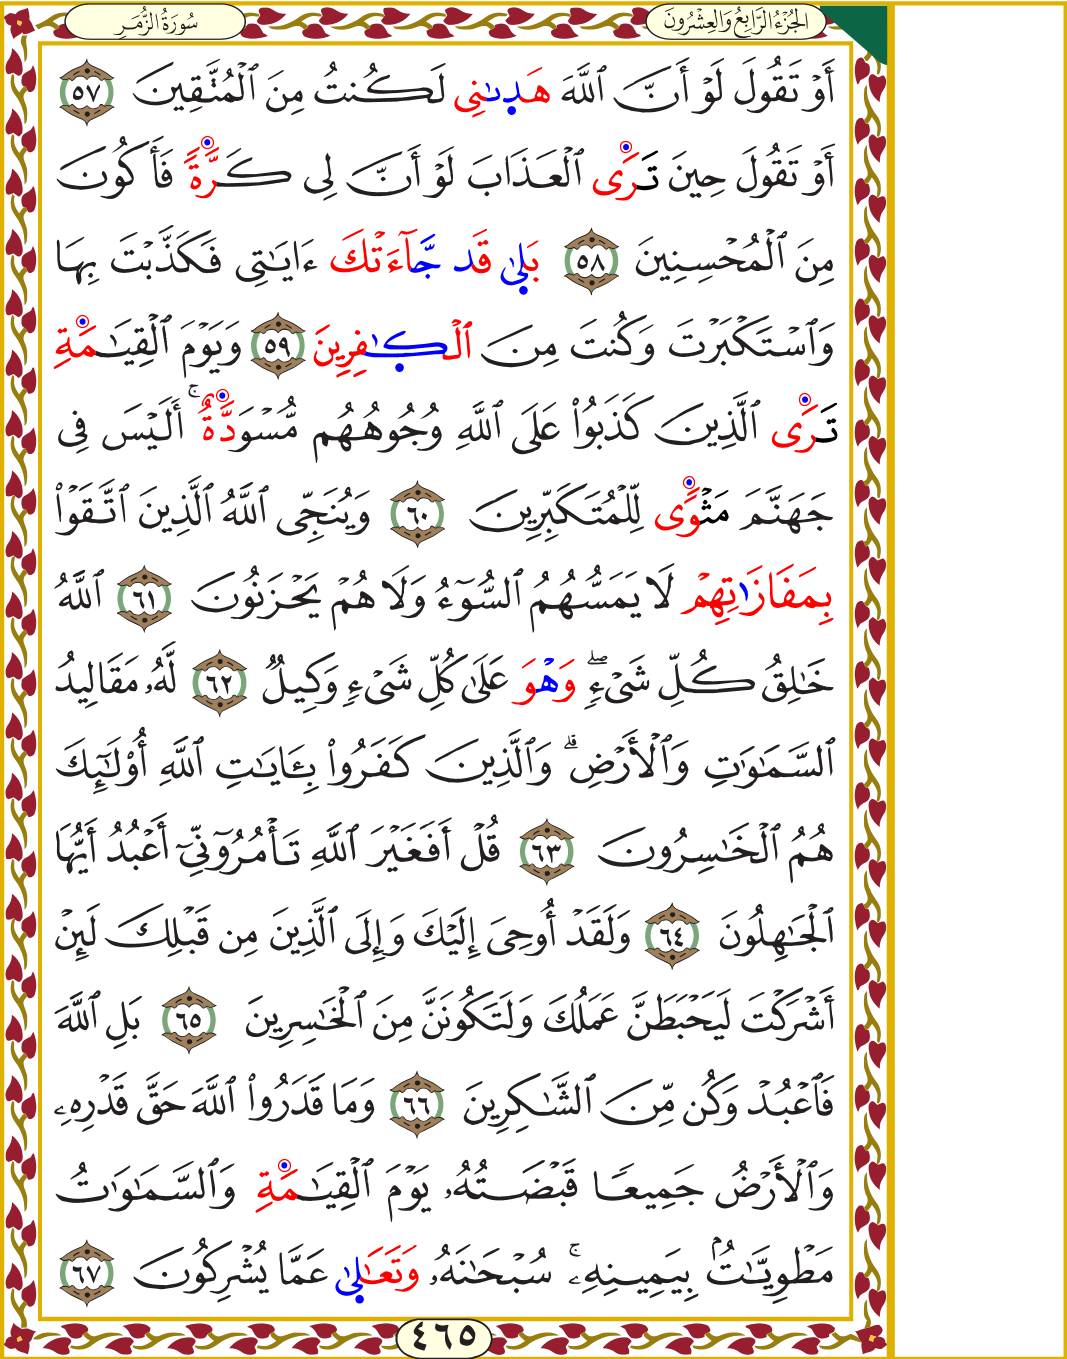 الجُزْءُ الرَّابِعُ وَالعِشْرُونَ
سُورَةُ الزُّمَرِ
أَوْ تَقُولَ لَوْ أَنَّ ٱللَّهَ هَدىٰنِى لَكُنتُ مِنَ ٱلْمُتَّقِينَ ٥٧
أَوْ تَقُولَ حِينَ تَرَى ٱلْعَذَابَ لَوْ أَنَّ لِى كَرَّةً فَأَكُونَ
مِنَ ٱلْمُحْسِنِينَ ٥٨ بَلىٰ قَد جَّآءَتْكَ ءَايَـٰتِى فَكَذَّبْتَ بِهَا
وَٱسْتَكْبَرْتَ وَكُنتَ مِنَ ٱلْكٰفِرِينَ ٥٩ وَيَوْمَ ٱلْقِيَـٰمَةِ
تَرَى ٱلَّذِينَ كَذَبُوا۟ عَلَى ٱللَّهِ وُجُوهُهُم مُّسْوَدَّةٌ ۚ أَلَيْسَ فِى
جَهَنَّمَ مَثْوًى لِّلْمُتَكَبِّرِينَ ٦٠ وَيُنَجِّى ٱللَّهُ ٱلَّذِينَ ٱتَّقَوْا۟
بِمَفَازَاتِهِمْ لَا يَمَسُّهُمُ ٱلسُّوٓءُ وَلَا هُمْ يَحْزَنُونَ ٦١ ٱللَّهُ
خَـٰلِقُ كُلِّ شَىْءٍ ۖ وَهْوَ عَلَىٰ كُلِّ شَىْءٍ وَكِيلٌ ٦٢ لَّهُۥ مَقَالِيدُ
ٱلسَّمَـٰوَٰتِ وَٱلْأَرْضِ ۗ وَٱلَّذِينَ كَفَرُوا۟ بِـَٔايَـٰتِ ٱللَّهِ أُو۟لَـٰٓئِكَ
هُمُ ٱلْخَـٰسِرُونَ ٦٣ قُلْ أَفَغَيْرَ ٱللَّهِ تَأْمُرُوٓنِّىٓ أَعْبُدُ أَيُّهَا
ٱلْجَـٰهِلُونَ ٦٤ وَلَقَدْ أُوحِىَ إِلَيْكَ وَإِلَى ٱلَّذِينَ مِن قَبْلِكَ لَئِنْ
أَشْرَكْتَ لَيَحْبَطَنَّ عَمَلُكَ وَلَتَكُونَنَّ مِنَ ٱلْخَـٰسِرِينَ ٦٥ بَلِ ٱللَّهَ
فَٱعْبُدْ وَكُن مِّنَ ٱلشَّـٰكِرِينَ ٦٦ وَمَا قَدَرُوا۟ ٱللَّهَ حَقَّ قَدْرِهِۦ
وَٱلْأَرْضُ جَمِيعًا قَبْضَتُهُۥ يَوْمَ ٱلْقِيَـٰمَةِ وَٱلسَّمَـٰوَٰتُ
مَطْوِيَّـٰتٌۢ بِيَمِينِهِۦ ۚ سُبْحَـٰنَهُۥ وَتَعَـٰلىٰ عَمَّا يُشْرِكُونَ ٦٧
٤٦٥